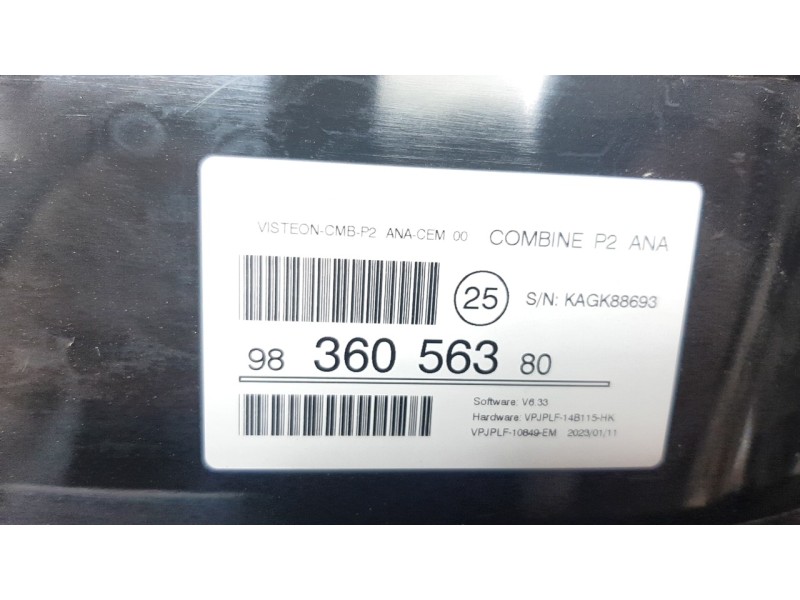 VISTEON-CMB-P2 ANA-CEM 00 COMBINE P2 ANA
25 S/N: KAGK88693
98 360 563 80
Software: V6.33
Hardware: VPJPLF-14B115-HK
VPJPLF-10849-EM 2023/01/11